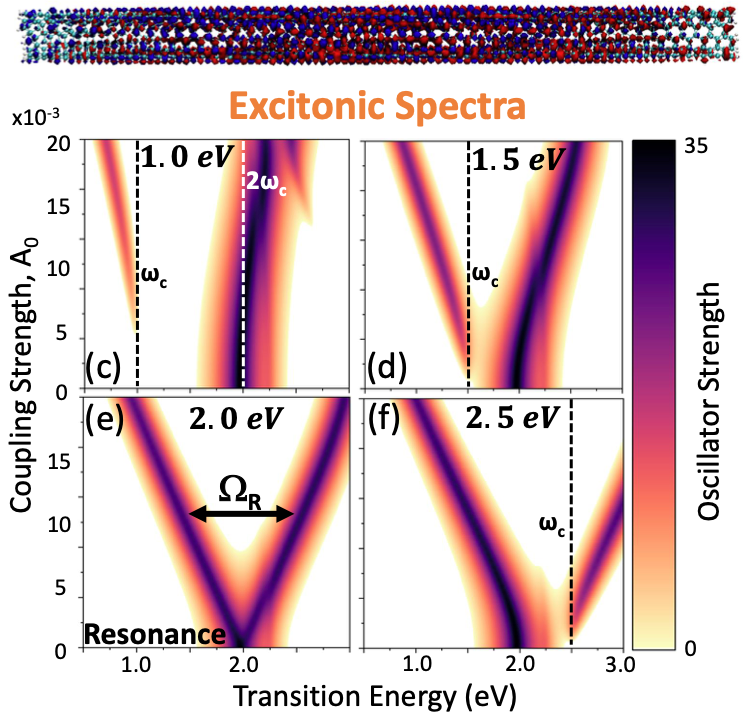 Excitonic Spectra
x10⁻³
20
15
10
5
0
Coupling Strength, A₀
1.0 eV
2ω꜀
ω꜀
(c)
1.5 eV
ω꜀
(d)
35
Oscillator Strength
0
(e)
2.0 eV
Ω_R
Resonance
15
10
5
0
(f)
2.5 eV
ω꜀
1.0
2.0
1.0
2.0
3.0
Transition Energy (eV)